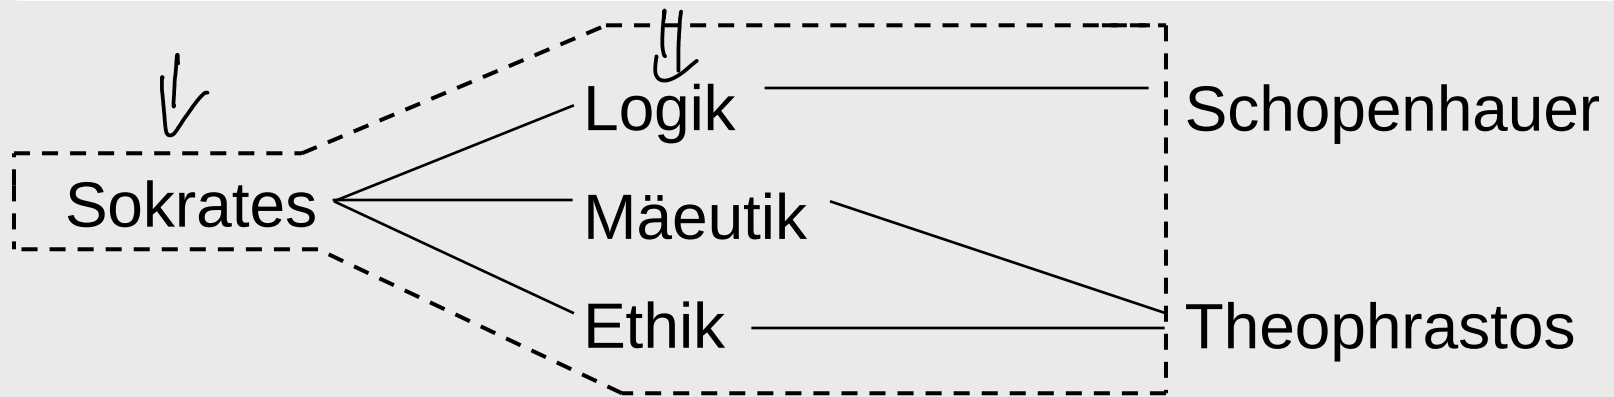 Logik
Schopenhauer
Sokrates
Mäeutik
Ethik
Theophrastos